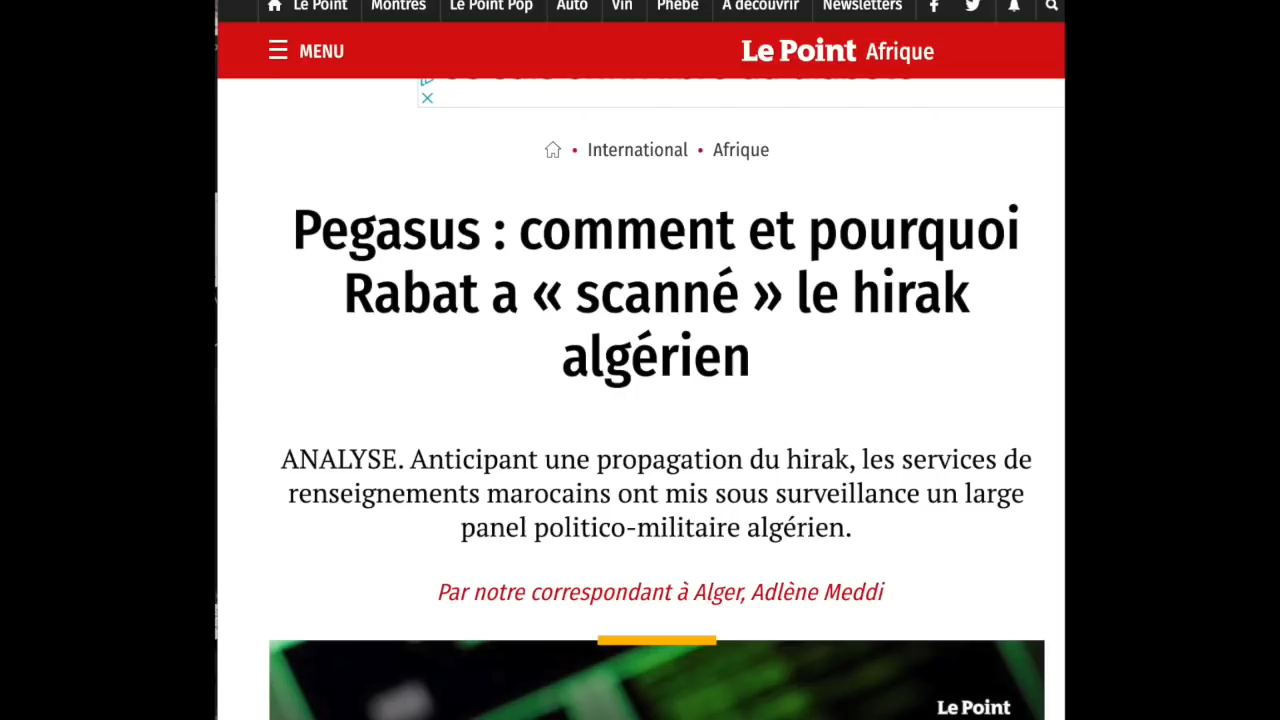 Le Point Montres Le Point Pop Auto Vin Phébé À découvrir Newsletters
MENU Le Point Afrique
International • Afrique
Pegasus : comment et pourquoi
Rabat a « scanné » le hirak
algérien
ANALYSE. Anticipant une propagation du hirak, les services de
renseignements marocains ont mis sous surveillance un large
panel politico-militaire algérien.
Par notre correspondant à Alger, Adlène Meddi
Le Point